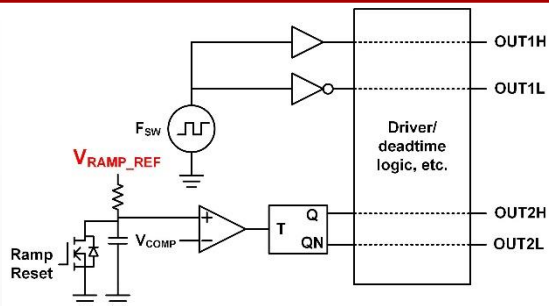 OUT1H
OUT1L
FSW
Driver/
deadtime
logic, etc.
VRAMP_REF
VCOMP
+
−
T
Q
QN
OUT2H
OUT2L
Ramp
Reset